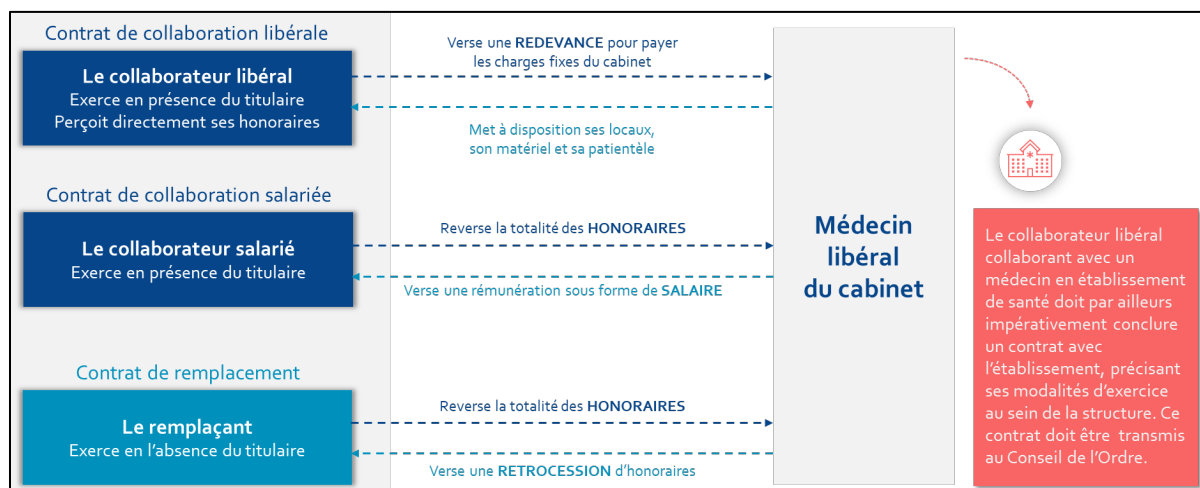 Contrat de collaboration libérale
Le collaborateur libéral
Exerce en présence du titulaire
Perçoit directement ses honoraires
Verse une REDEVANCE pour payer
les charges fixes du cabinet
Met à disposition ses locaux,
son matériel et sa patientèle
Contrat de collaboration salariée
Le collaborateur salarié
Exerce en présence du titulaire
Reverse la totalité des HONORAIRES
Verse une rémunération sous forme de SALAIRE
Contrat de remplacement
Le remplaçant
Exerce en l’absence du titulaire
Reverse la totalité des HONORAIRES
Verse une RETROCESSION d’honoraires
Médecin
libéral
du cabinet
Le collaborateur libéral
collaborant avec un
médecin en établissement
de santé doit par ailleurs
impérativement conclure
un contrat avec
l’établissement, précisant
ses modalités d’exercice
au sein de la structure. Ce
contrat doit être transmis
au Conseil de l’Ordre.